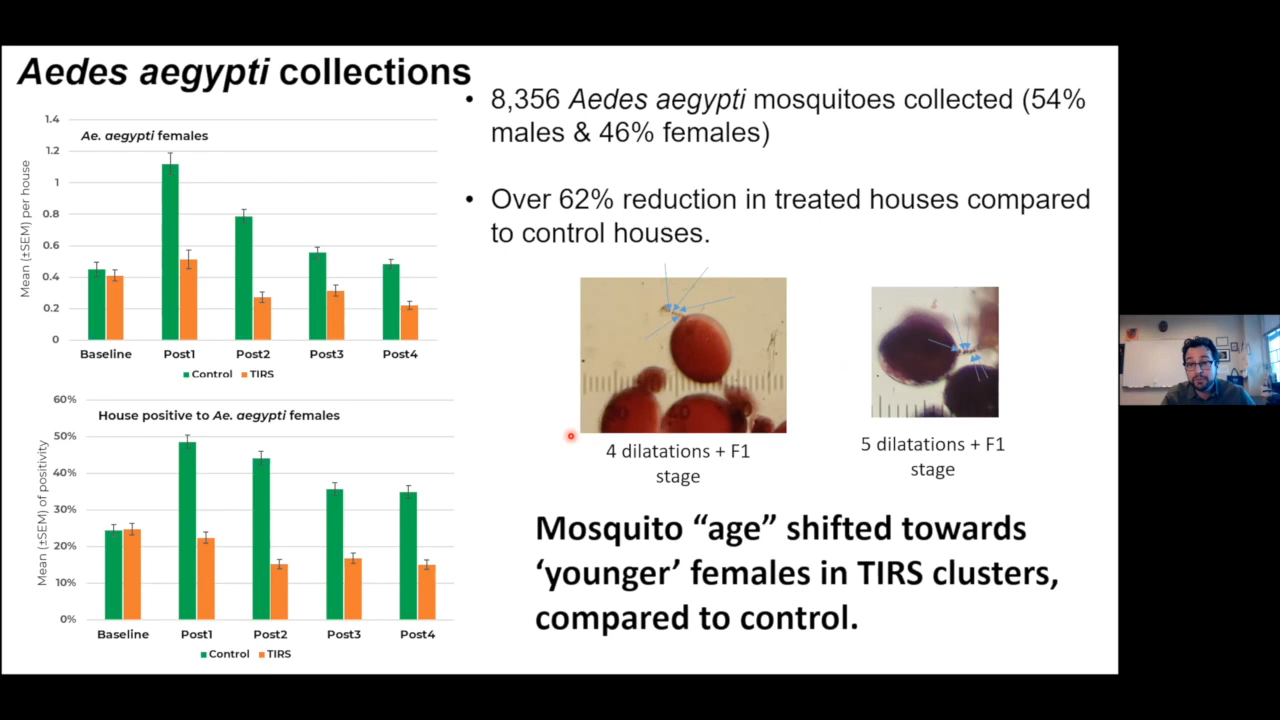 Aedes aegypti collections
1.4
Ae. aegypti females
1.2
1
0.8
0.6
0.4
0.2
0
Mean (±SEM) per house
Baseline Post1 Post2 Post3 Post4
Control TIRS
60%
House positive to Ae. aegypti females
50%
40%
30%
20%
10%
0%
Mean (±SEM) of positivity
Baseline Post1 Post2 Post3 Post4
Control TIRS
• 8,356 Aedes aegypti mosquitoes collected (54%
males & 46% females)
• Over 62% reduction in treated houses compared
to control houses.
4 dilatations + F1
stage
5 dilatations + F1
stage
Mosquito “age” shifted towards
‘younger’ females in TIRS clusters,
compared to control.